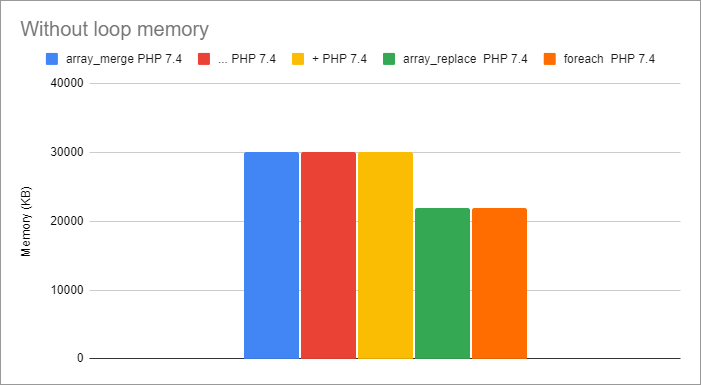 Without loop memory
array_merge PHP 7.4 ... PHP 7.4 + PHP 7.4 array_replace  PHP 7.4 foreach  PHP 7.4
40000
30000
Memory (KB)
20000
10000
0